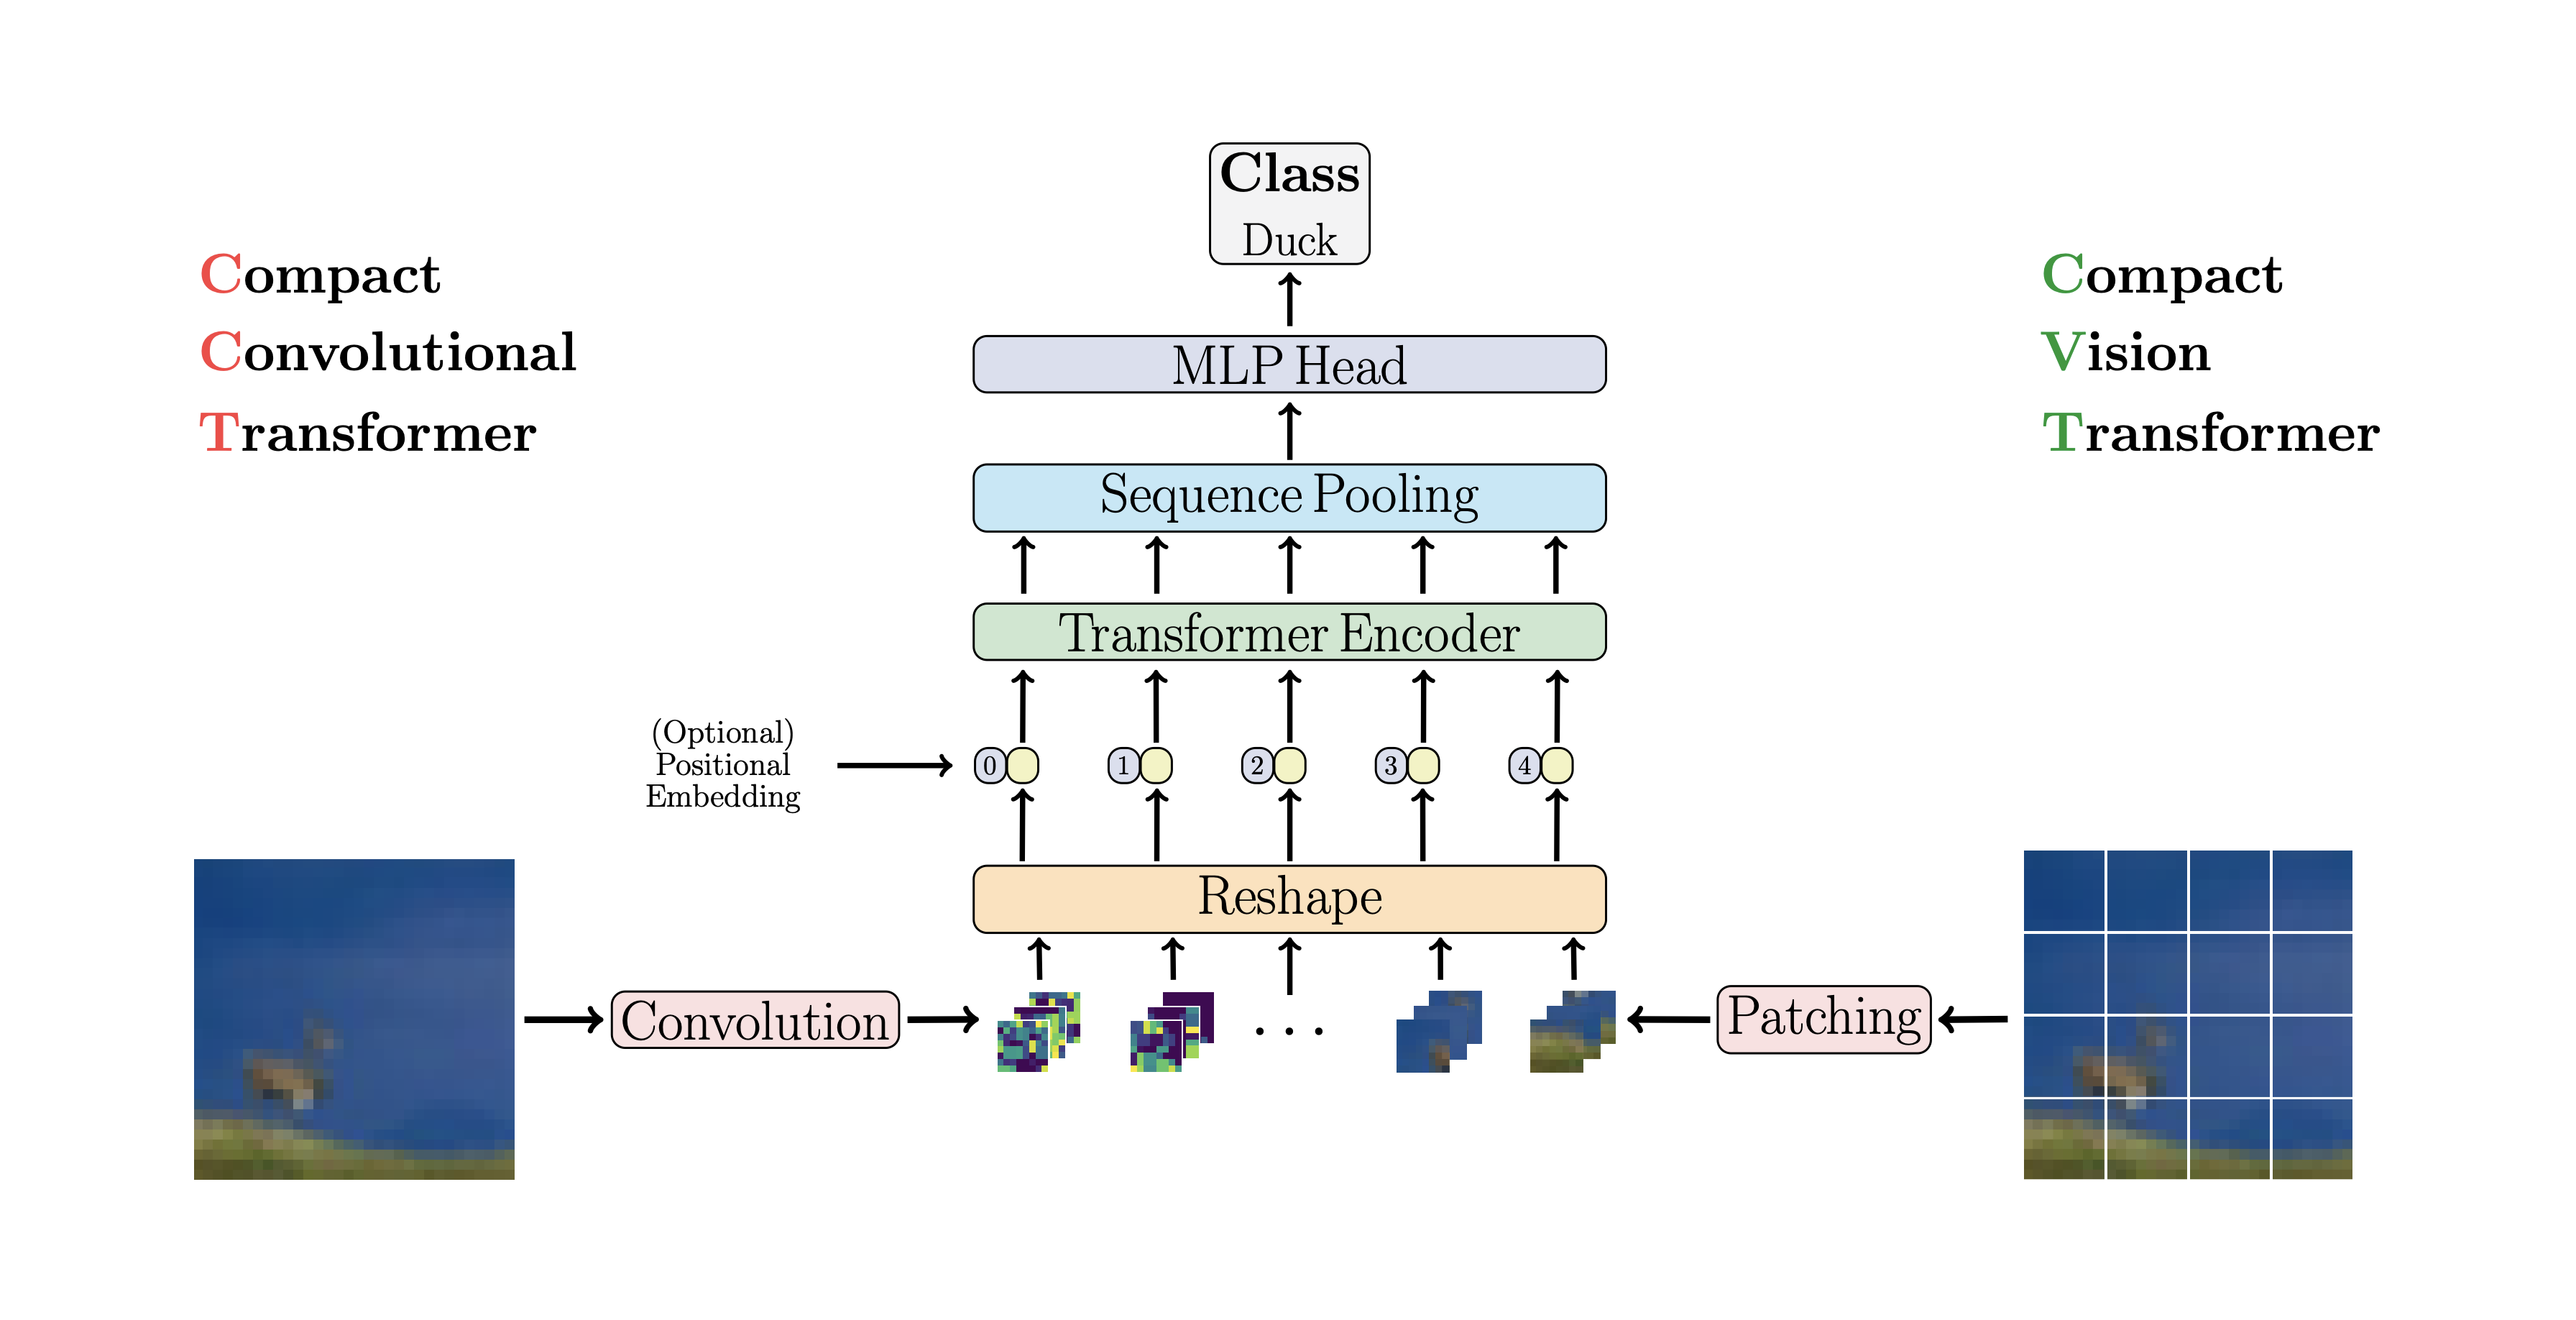 Compact
Convolutional
Transformer
Class
Duck
MLP Head
Sequence Pooling
Transformer Encoder
(Optional)
Positional
Embedding
0 1 2 3 4
Reshape
Convolution
. . .
Patching
Compact
Vision
Transformer